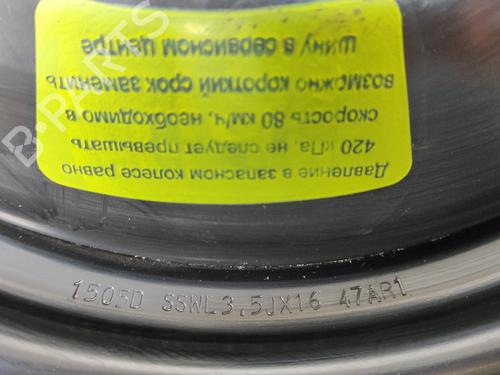 Давление в запасном колесе равно
420 кПа, не следует превышать
скорость 80 км/ч, необходимо в
возможно короткий срок заменить
шину в сервисном центре
1505D SSWL3.5JX16 47AR1